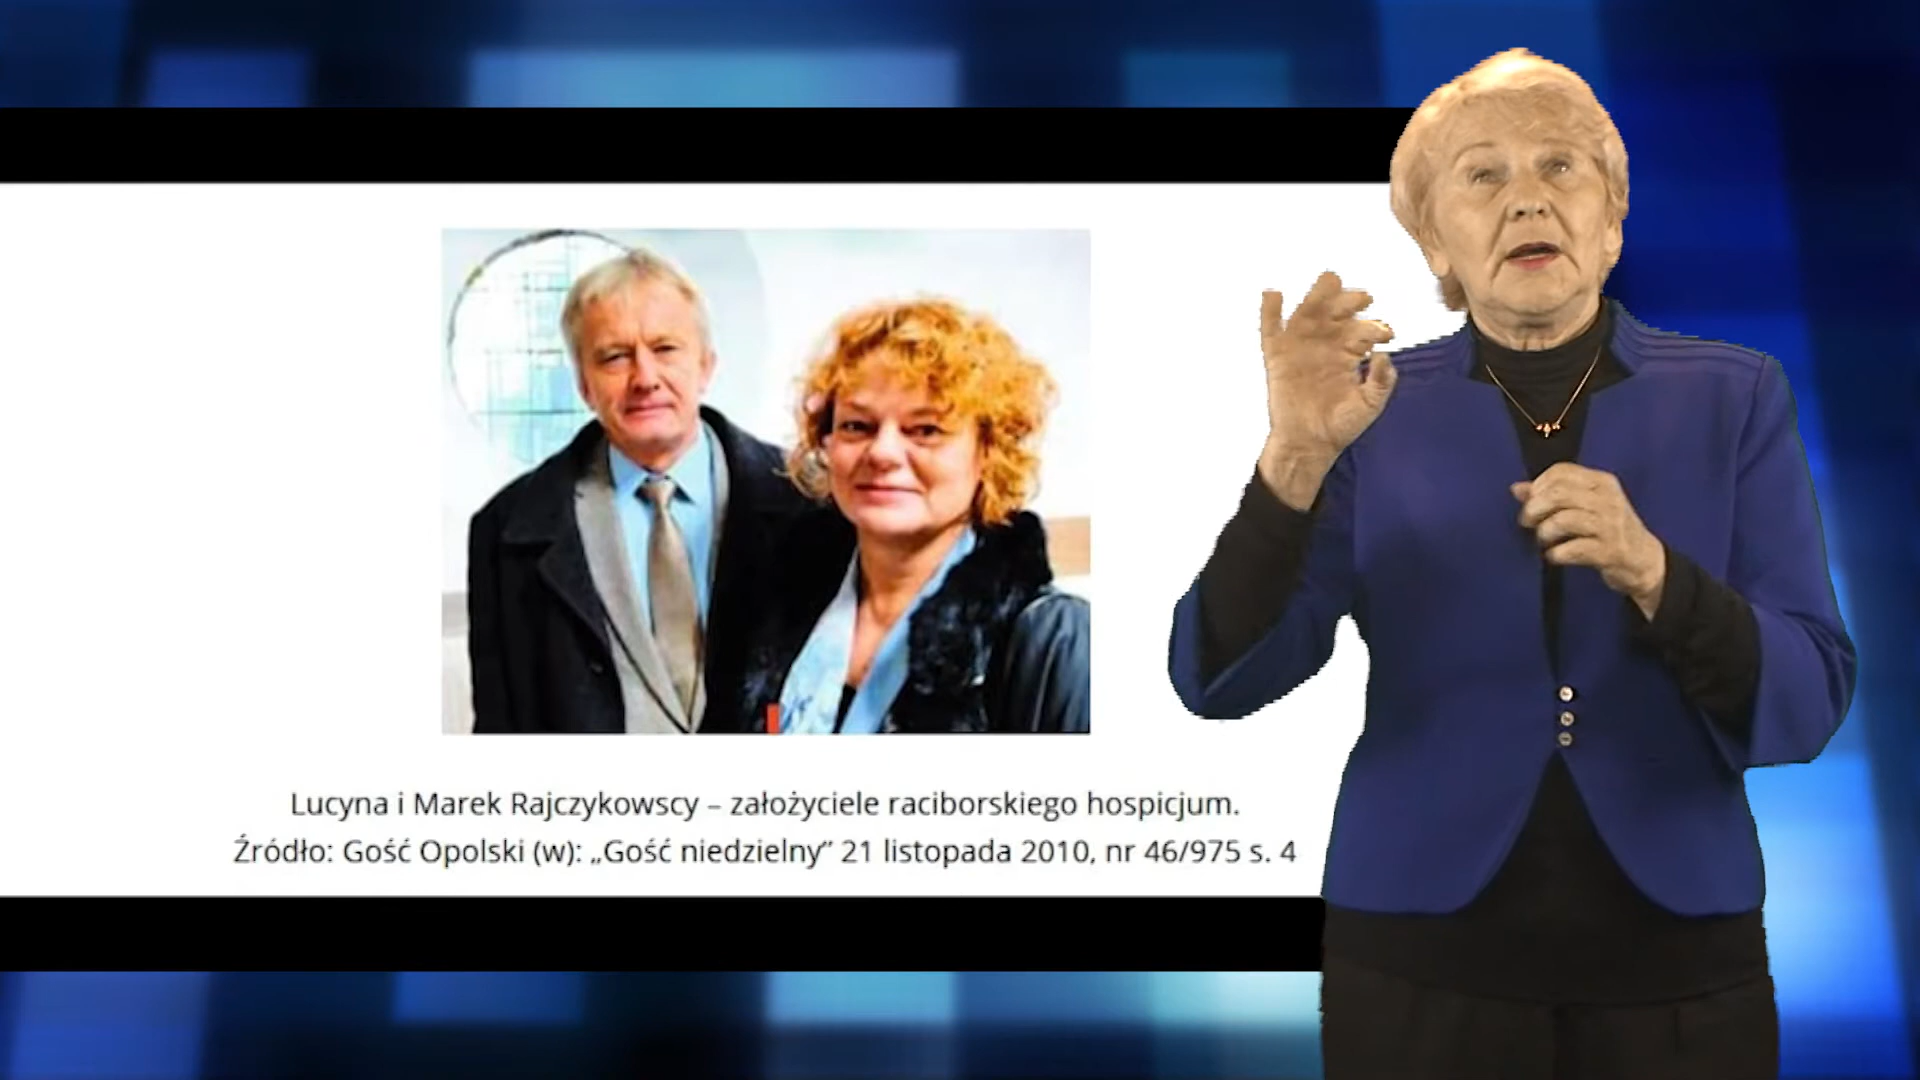 Lucyna i Marek Rajczykowscy – założyciele raciborskiego hospicjum.
Źródło: Gość Opolski (w): „Gość niedzielny” 21 listopada 2010, nr 46/975 s. 4